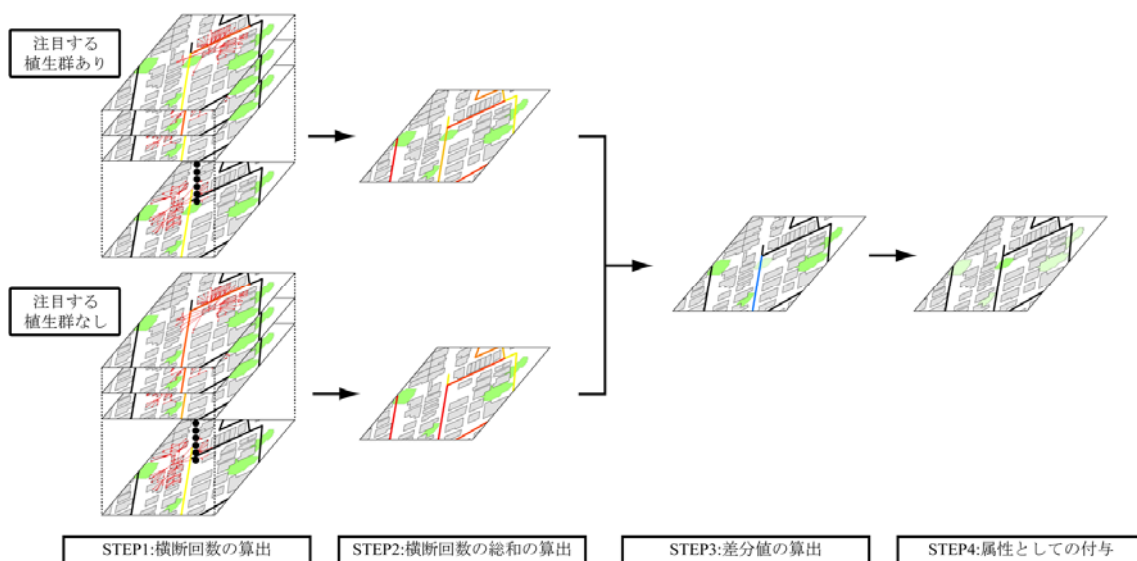 注目する
植生群あり
注目する
植生群なし
STEP1:横断回数の算出
STEP2:横断回数の総和の算出
STEP3:差分値の算出
STEP4:属性としての付与